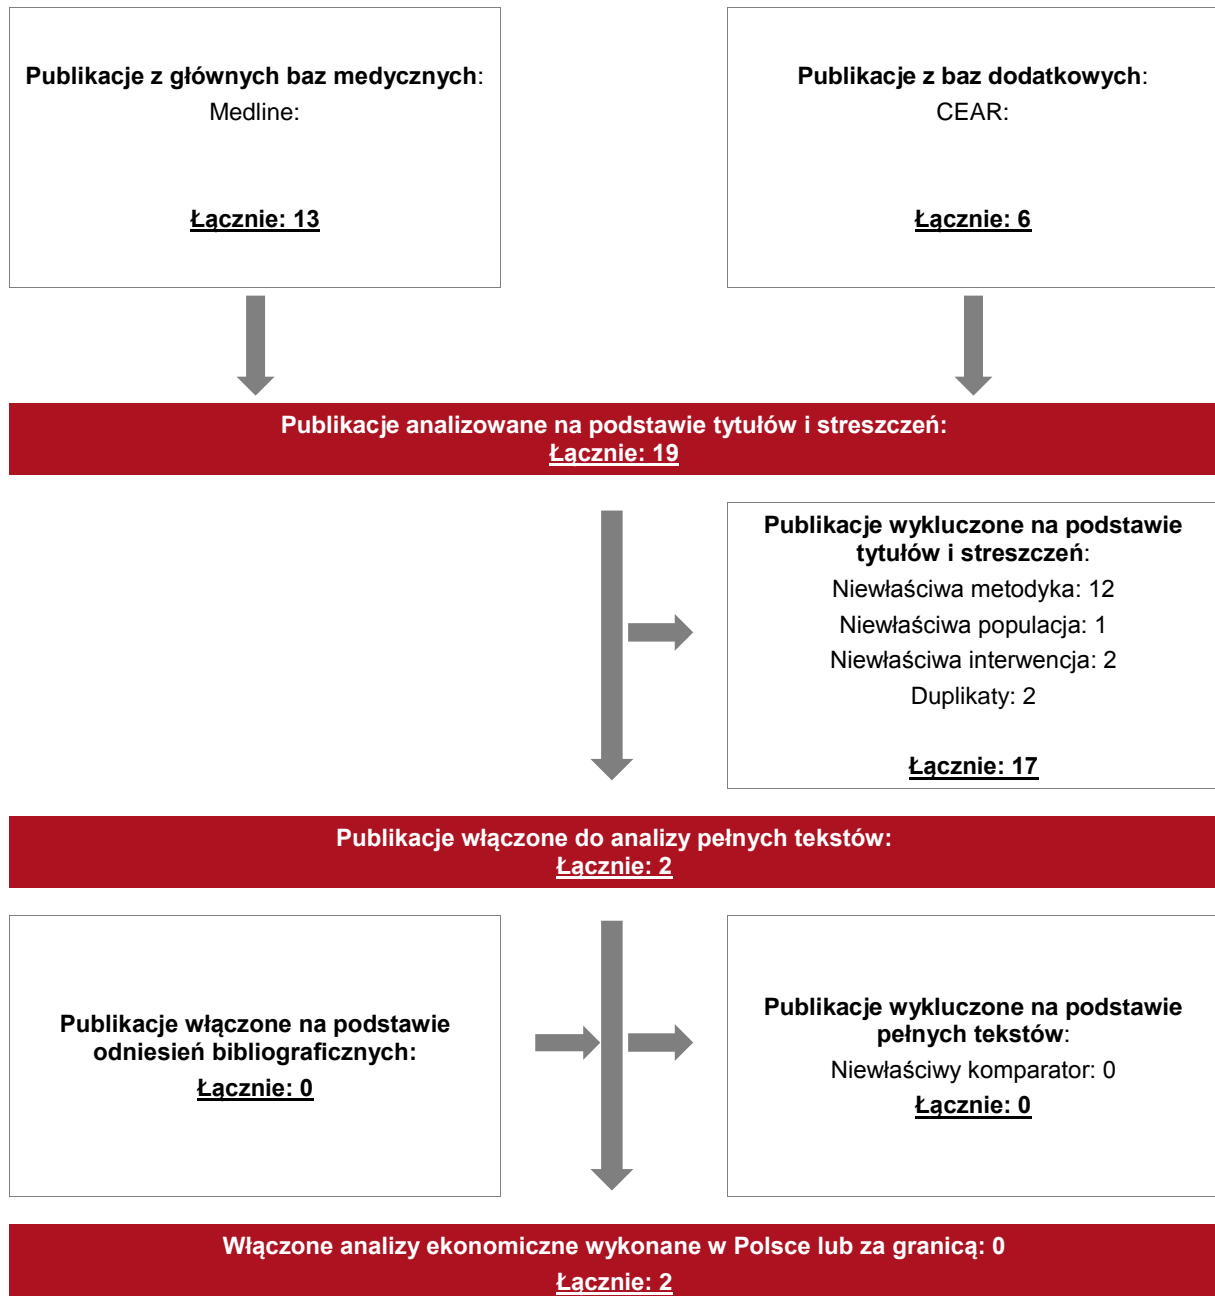 Publikacje z głównych baz medycznych:
Medline:
Łącznie: 13
Publikacje z baz dodatkowych:
CEAR:
Łącznie: 6
Publikacje analizowane na podstawie tytułów i streszczeń:
Łącznie: 19
Publikacje wykluczone na podstawie
tytułów i streszczeń:
Niewłaściwa metodyka: 12
Niewłaściwa populacja: 1
Niewłaściwa interwencja: 2
Duplikaty: 2
Łącznie: 17
Publikacje włączone do analizy pełnych tekstów:
Łącznie: 2
Publikacje włączone na podstawie
odniesień bibliograficznych:
Łącznie: 0
Publikacje wykluczone na podstawie
pełnych tekstów:
Niewłaściwy komparator: 0
Łącznie: 0
Włączone analizy ekonomiczne wykonane w Polsce lub za granicą: 0
Łącznie: 2